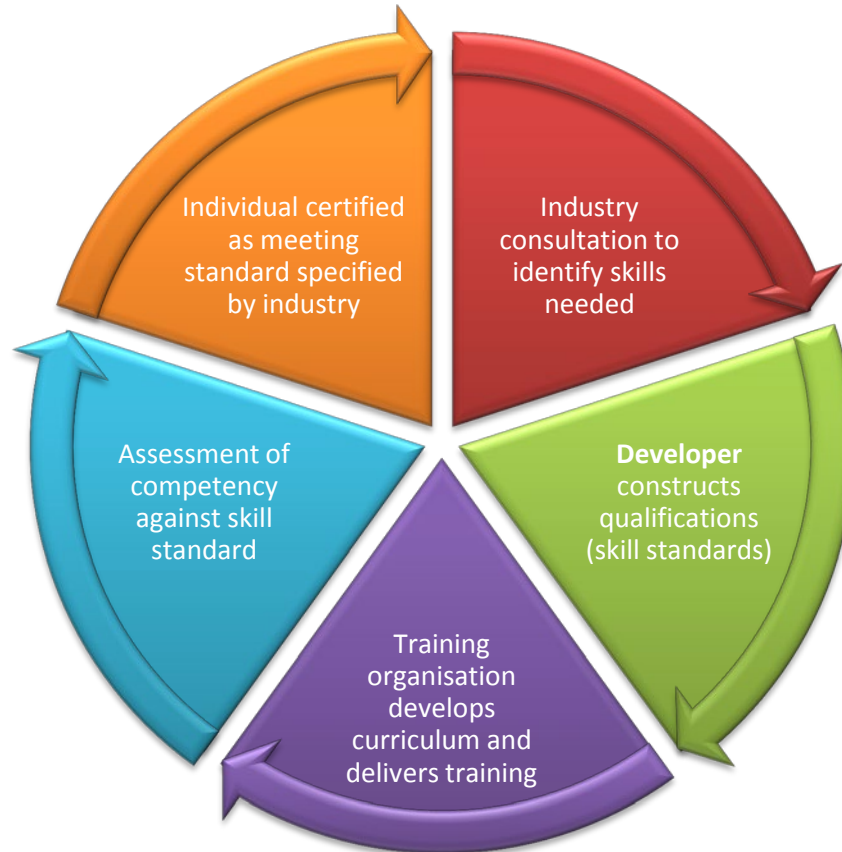 Individual certified
as meeting
standard specified
by industry
Industry
consultation to
identify skills
needed
Developer
constructs
qualifications
(skill standards)
Training
organisation
develops
curriculum and
delivers training
Assessment of
competency
against skill
standard